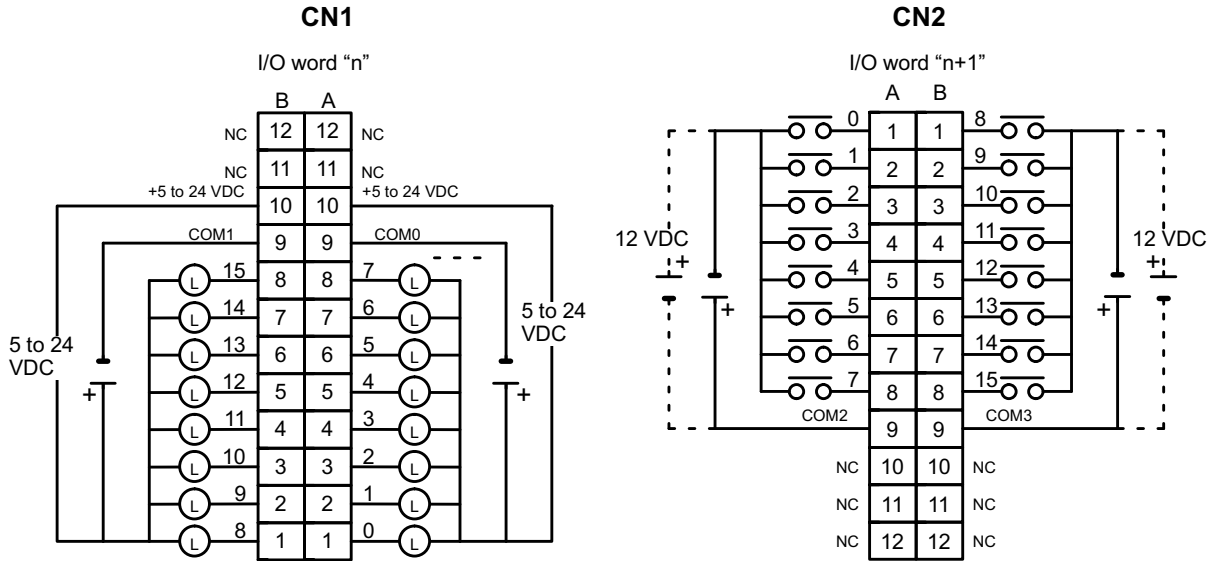 CN1
I/O word “n”
B A
NC 12 12 NC
NC 11 11 NC
+5 to 24 VDC 10 10 +5 to 24 VDC
COM1 9 9 COM0
L 15 8 8 7 L
L 14 7 7 6 L
L 13 6 6 5 L
L 12 5 5 4 L
L 11 4 4 3 L
L 10 3 3 2 L
L 9 2 2 1 L
L 8 1 1 0 L
5 to 24
VDC
+
5 to 24
VDC
+
CN2
I/O word “n+1”
A B
0 1 1 8
1 2 2 9
2 3 3 10
3 4 4 11
4 5 5 12
5 6 6 13
6 7 7 14
7 8 8 15
COM2 9 9 COM3
NC 10 10 NC
NC 11 11 NC
NC 12 12 NC
12 VDC
+
+
12 VDC
+
+